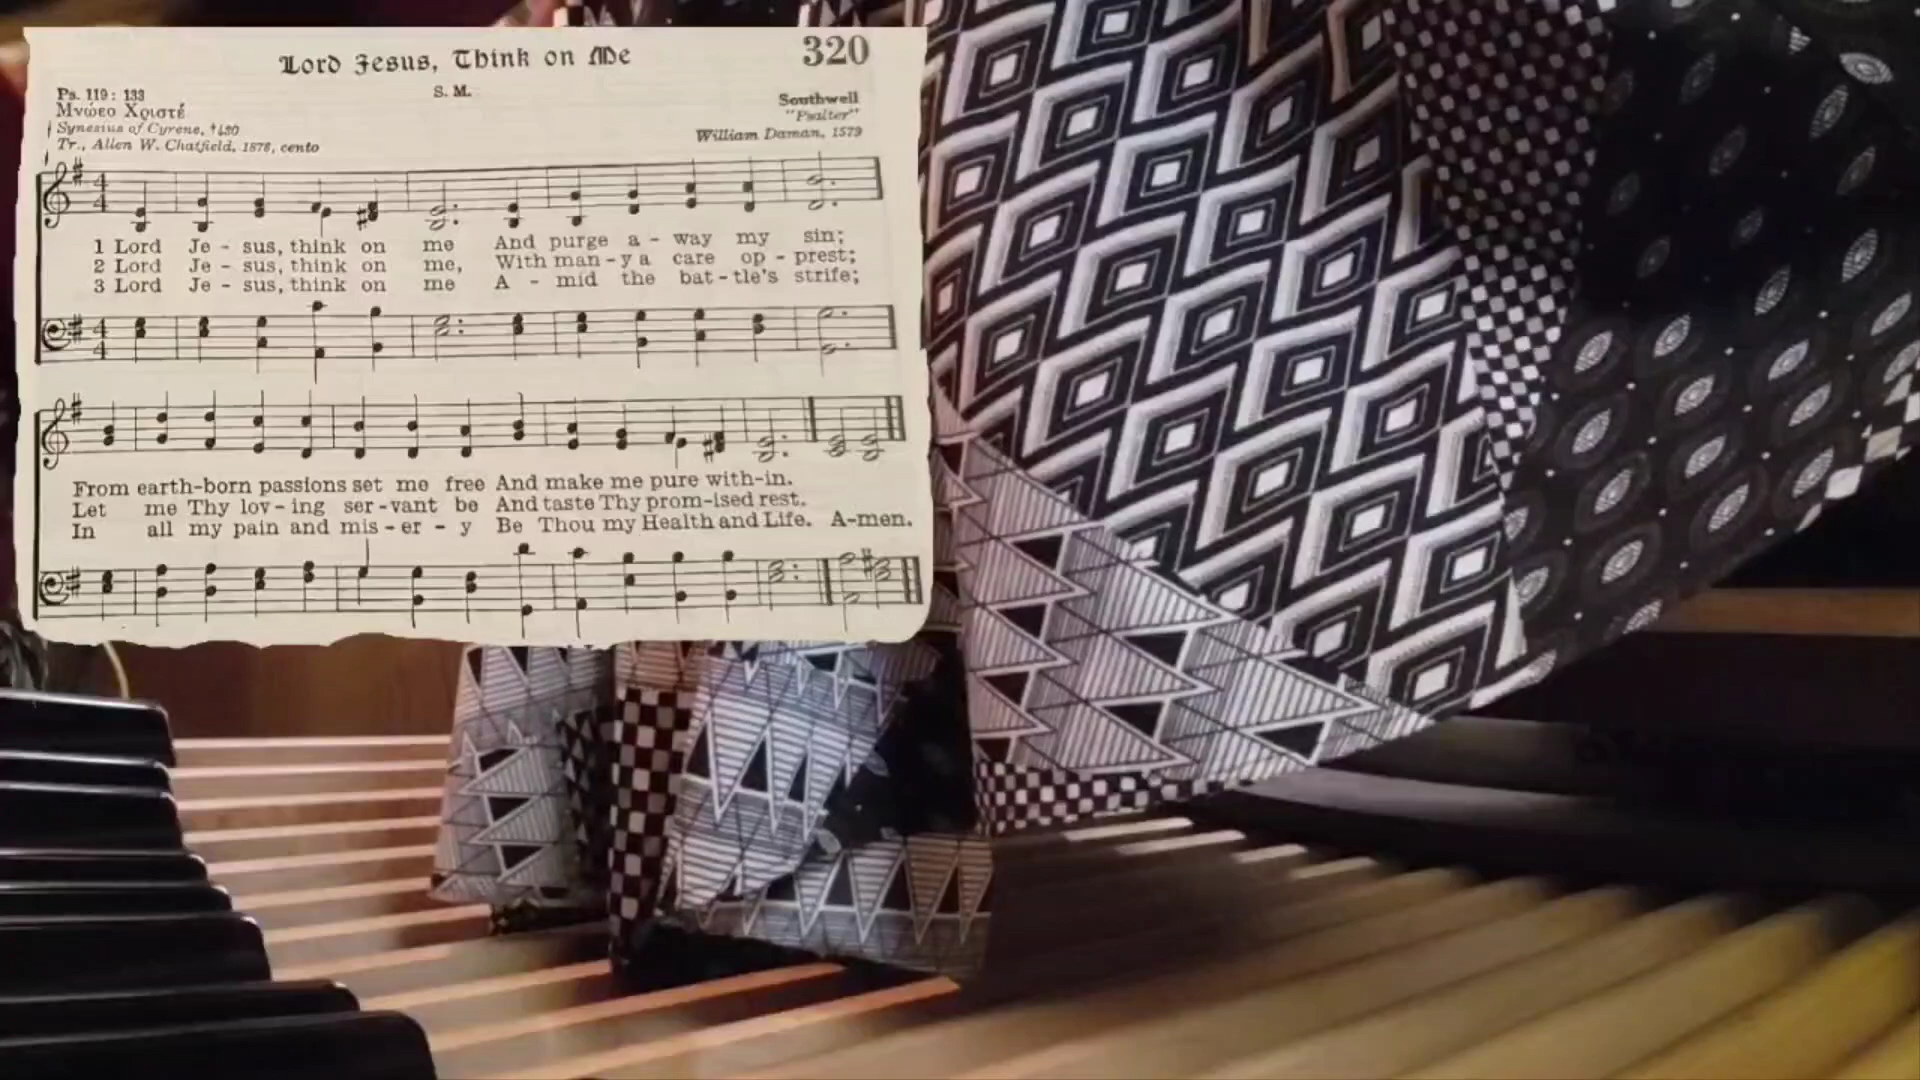 Lord Jesus, Think on Me
320
Ps. 119: 133
S. M.
Southwell
Μνώεο Χριστέ
"Psalter"
Synesius of Cyrene, †430
William Daman, 1579
Tr., Allen W. Chatfield, 1876, cento
1 Lord Je - sus, think on me And purge a - way my sin;
2 Lord Je - sus, think on me, With man - y a care op - prest;
3 Lord Je - sus, think on me A - mid the bat - tle's strife;
From earth-born passions set me free And make me pure with-in.
Let me Thy lov - ing ser - vant be And taste Thy prom-ised rest.
In all my pain and mis - er - y Be Thou my Health and Life. A-men.